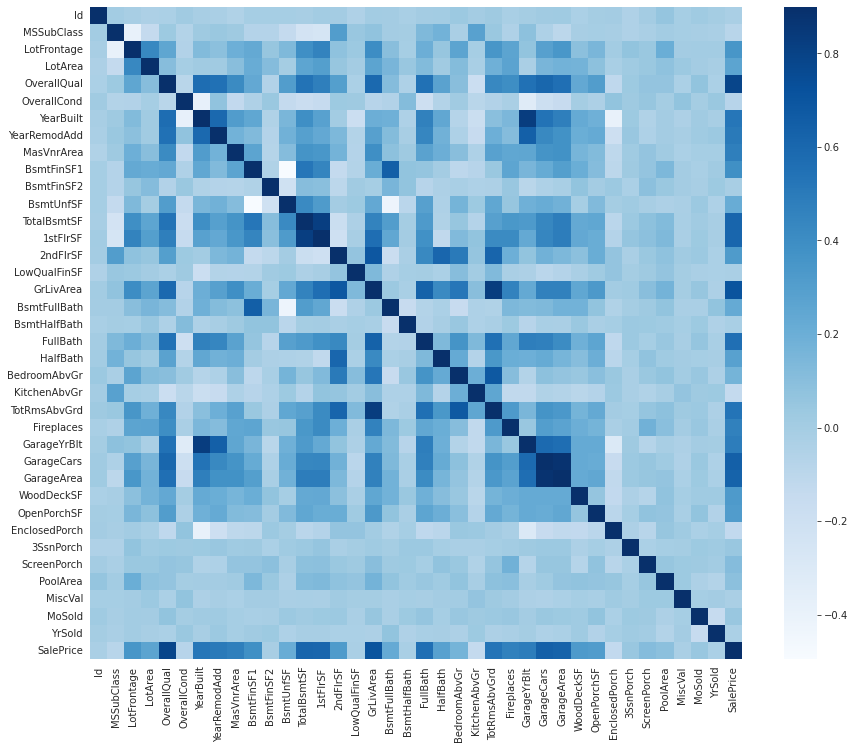 Id
MSSubClass
LotFrontage
LotArea
OverallQual
OverallCond
YearBuilt
YearRemodAdd
MasVnrArea
BsmtFinSF1
BsmtFinSF2
BsmtUnfSF
TotalBsmtSF
1stFlrSF
2ndFlrSF
LowQualFinSF
GrLivArea
BsmtFullBath
BsmtHalfBath
FullBath
HalfBath
BedroomAbvGr
KitchenAbvGr
TotRmsAbvGrd
Fireplaces
GarageYrBlt
GarageCars
GarageArea
WoodDeckSF
OpenPorchSF
EnclosedPorch
3SsnPorch
ScreenPorch
PoolArea
MiscVal
MoSold
YrSold
SalePrice
Id
MSSubClass
LotFrontage
LotArea
OverallQual
OverallCond
YearBuilt
YearRemodAdd
MasVnrArea
BsmtFinSF1
BsmtFinSF2
BsmtUnfSF
TotalBsmtSF
1stFlrSF
2ndFlrSF
LowQualFinSF
GrLivArea
BsmtFullBath
BsmtHalfBath
FullBath
HalfBath
BedroomAbvGr
KitchenAbvGr
TotRmsAbvGrd
Fireplaces
GarageYrBlt
GarageCars
GarageArea
WoodDeckSF
OpenPorchSF
EnclosedPorch
3SsnPorch
ScreenPorch
PoolArea
MiscVal
MoSold
YrSold
SalePrice
0.8
0.6
0.4
0.2
0.0
−0.2
−0.4